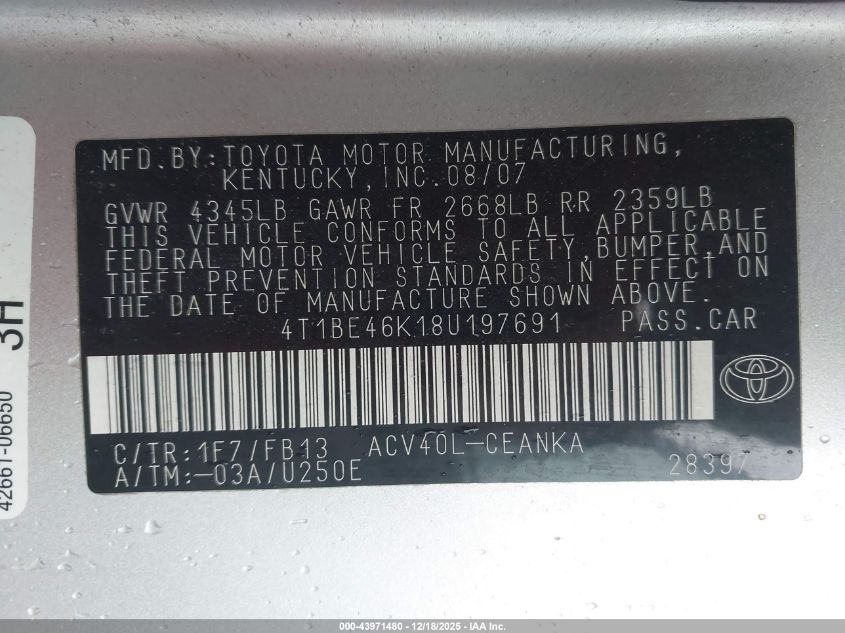 MFD.BY:TOYOTA MOTOR MANUFACTURING,
KENTUCKY,INC.08/07
GVWR 4345LB GAWR FR 2668LB RR 2359LB
THIS VEHICLE CONFORMS TO ALL APPLICABLE
FEDERAL MOTOR VEHICLE SAFETY,BUMPER,AND
THEFT PREVENTION STANDARDS IN EFFECT ON
THE DATE OF MANUFACTURE SHOWN ABOVE.
4T1BE46K18U197691 PASS.CAR
C/TR:1F7/FB13 ACV40L-CEANKA
A/TM:-03A/U250E 28397
42661-06650
3H
000-43971480 - 12/18/2025 - IAA Inc.